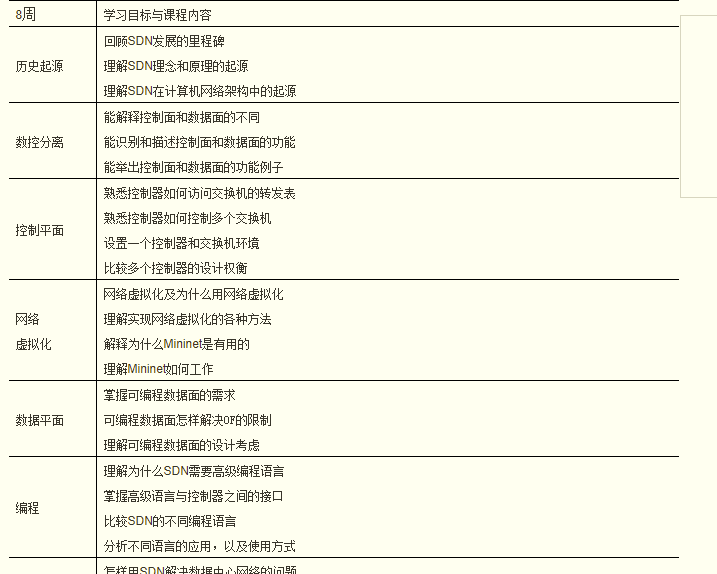 8周 学习目标与课程内容
回顾SDN发展的里程碑
历史起源 理解SDN理念和原理的起源
理解SDN在计算机网络架构中的起源
能解释控制面和数据面的不同
数控分离 能识别和描述控制面和数据面的功能
能举出控制面和数据面的功能例子
熟悉控制器如何访问交换机的转发表
熟悉控制器如何控制多个交换机
控制平面
设置一个控制器和交换机环境
比较多个控制器的设计权衡
网络虚拟化及为什么用网络虚拟化
网络 理解实现网络虚拟化的各种方法
虚拟化 解释为什么Mininet是有用的
理解Mininet如何工作
掌握可编程数据面的需求
数据平面 可编程数据面怎样解决OF的限制
理解可编程数据面的设计考虑
理解为什么SDN需要高级编程语言
掌握高级语言与控制器之间的接口
编程
比较SDN的不同编程语言
分析不同语言的应用，以及使用方式
怎样用SDN解决数据中心网络的问题